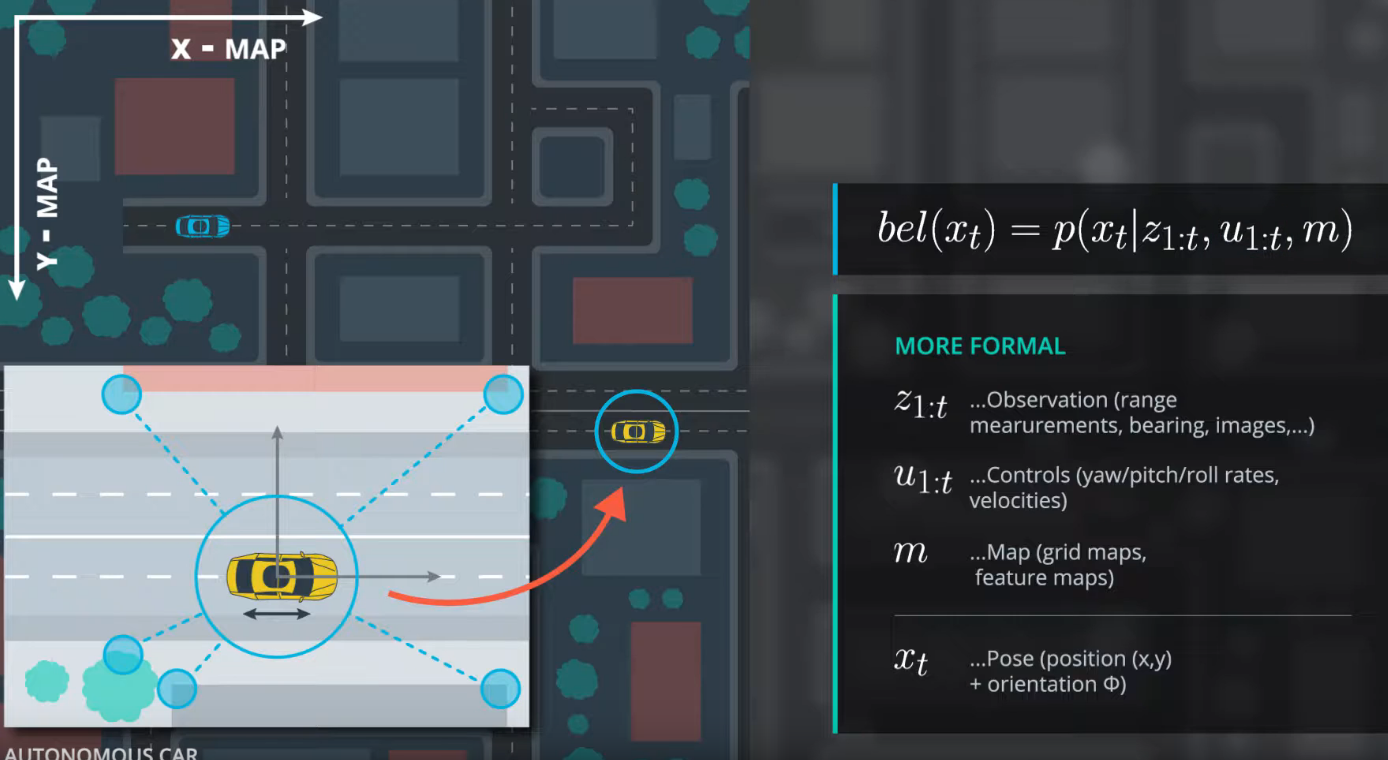 X - MAP
Y - MAP
bel(x_t) = p(x_t|z_{1:t}, u_{1:t}, m)
MORE FORMAL
z_{1:t} ...Observation (range
mearurements, bearing, images,...)
u_{1:t} ...Controls (yaw/pitch/roll rates,
velocities)
m ...Map (grid maps,
feature maps)
x_t ...Pose (position (x,y)
+ orientation Φ)
AUTONOMOUS CAR